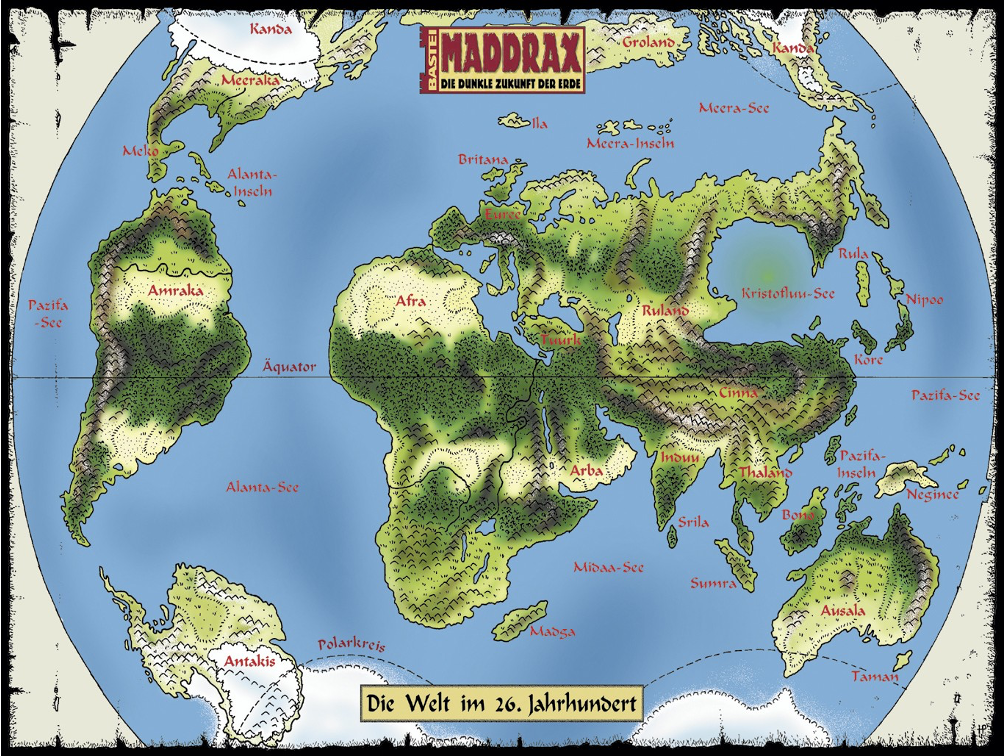 Kanda
BASTEI
MADDRAX
DIE DUNKLE ZUKUNFT DER ERDE
Groland
Kanda
Meeraka
Meera-See
Ila
Meera-Inseln
Meko
Britana
Alanta-
Inseln
Euree
Rula
Amraka
Afra
Kristofluu-See
Nipoo
Pazifa
-See
Ruland
Tuurk
Kore
Äquator
Cinna
Pazifa-See
Induu
Thaland
Pazifa-
Inseln
Arba
Alanta-See
Neginee
Bono
Srila
Midaa-See
Sumra
Ausala
Madga
Polarkreis
Antakis
Taman
Die Welt im 26. Jahrhundert